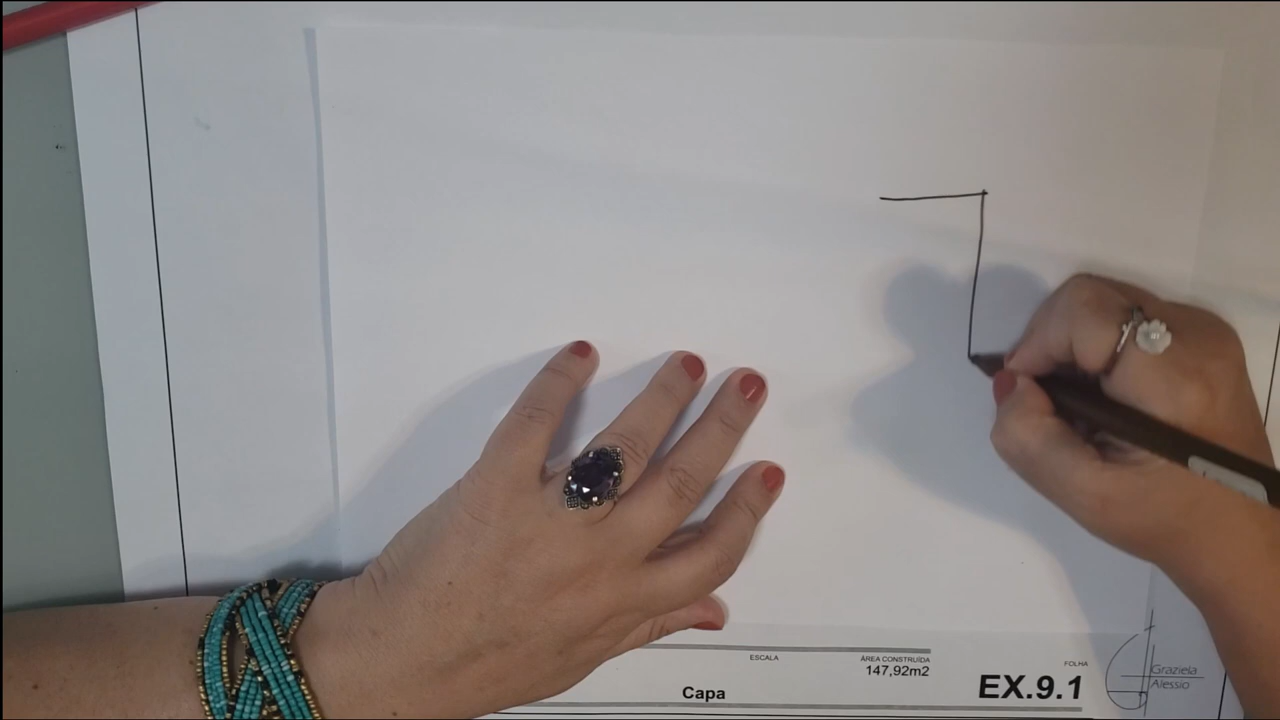 ESCALA
ÁREA CONSTRUÍDA
147,92m2
FOLHA
Capa
EX.9.1
Graziela
Alessio